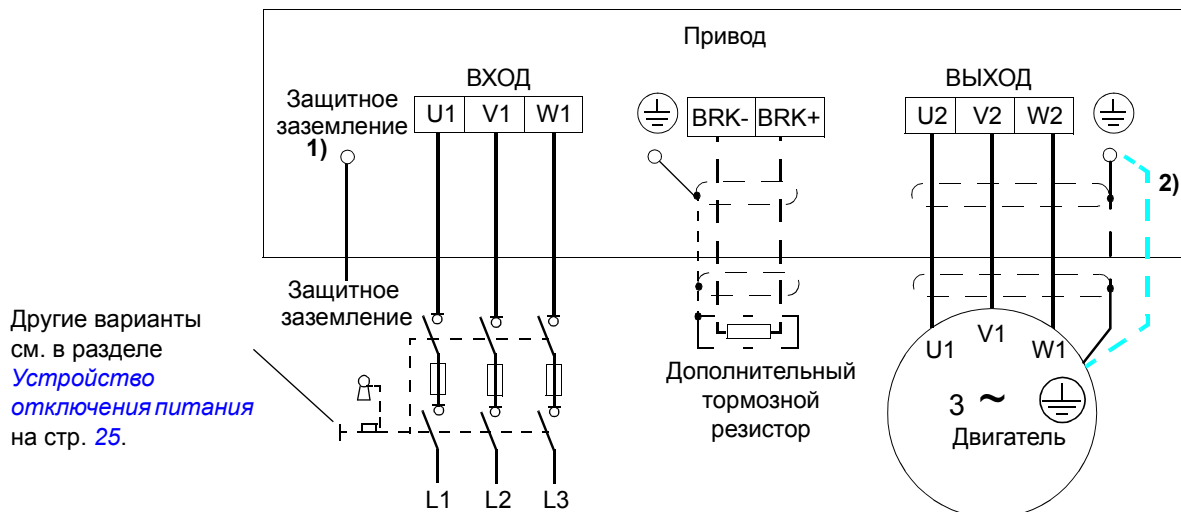 Привод
ВХОД
ВЫХОД
Защитное
заземление
1)
U1 V1 W1
BRK- BRK+
U2 V2 W2
2)
Защитное
заземление
Другие варианты
см. в разделе
Устройство
отключения питания
на стр. 25.
Дополнительный
тормозной
резистор
U1 V1 W1
3 ~
Двигатель
L1 L2 L3